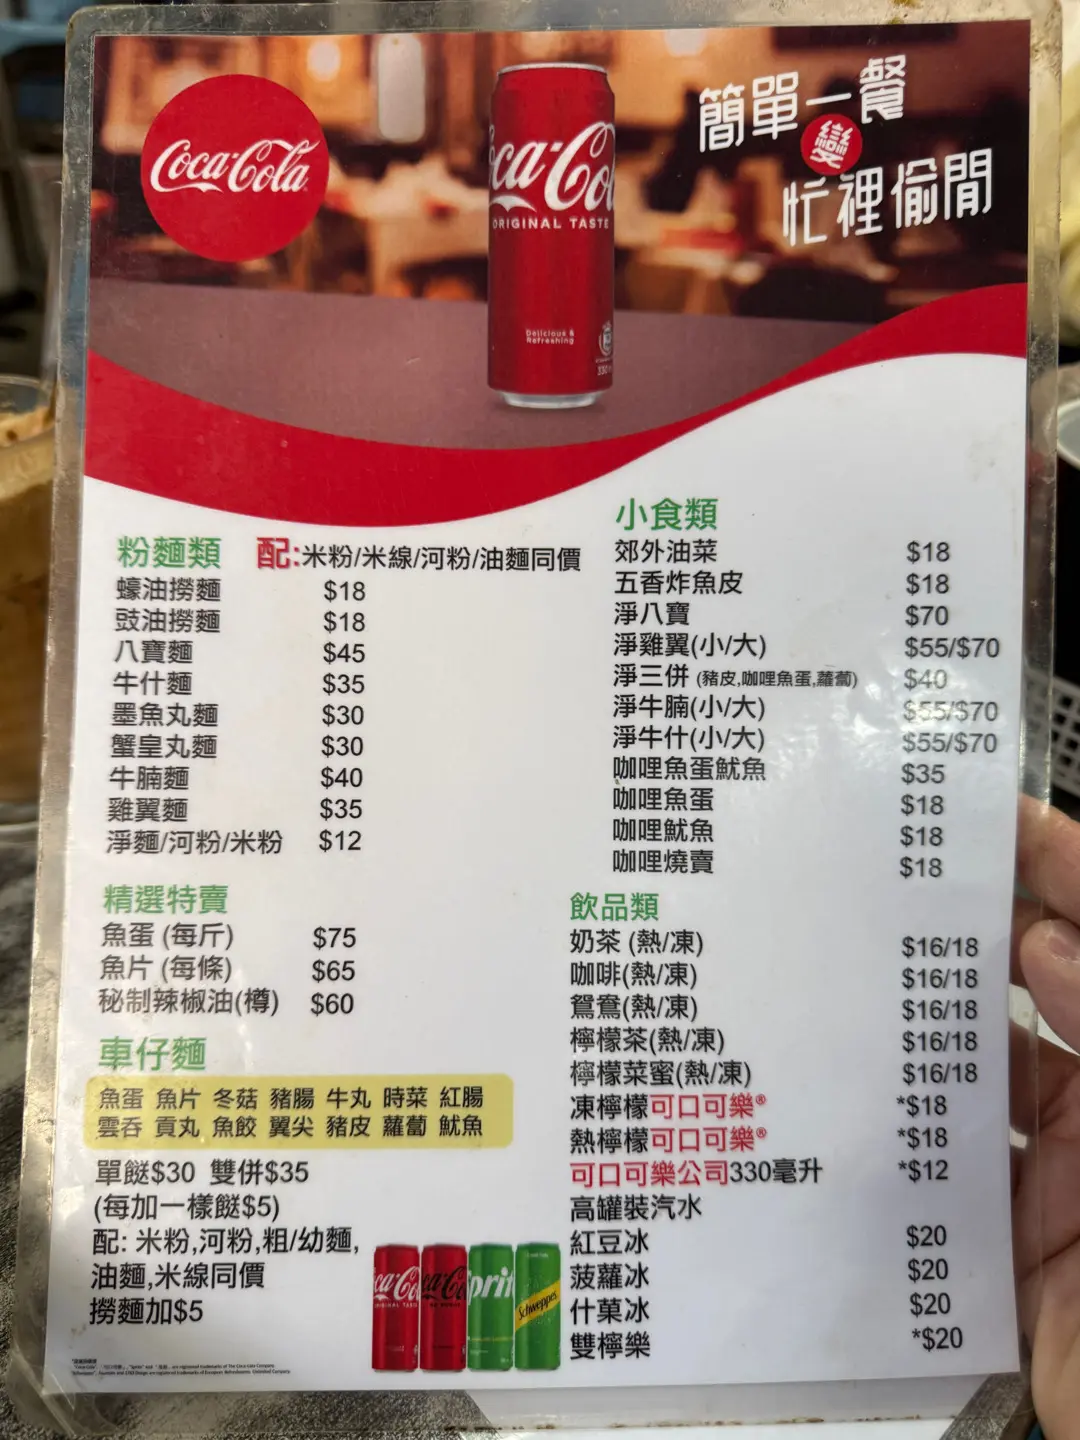 Coca-Cola
ca-Co
ORIGINAL TASTE
Delicious &
Refreshing
簡單一餐
變
忙裡偷閒
粉麵類 配:米粉/米線/河粉/油麵同價
蠔油撈麵 $18
豉油撈麵 $18
八寶麵 $45
牛什麵 $35
墨魚丸麵 $30
蟹皇丸麵 $30
牛腩麵 $40
雞翼麵 $35
淨麵/河粉/米粉 $12
精選特賣
魚蛋 (每斤) $75
魚片 (每條) $65
秘制辣椒油(樽) $60
車仔麵
魚蛋 魚片 冬菇 豬腸 牛丸 時菜 紅腸
雲吞 貢丸 魚餃 翼尖 豬皮 蘿蔔 魷魚
單餸$30 雙併$35
(每加一樣餸$5)
配: 米粉,河粉,粗/幼麵,
油麵,米線同價
撈麵加$5
小食類
郊外油菜 $18
五香炸魚皮 $18
淨八寶 $70
淨雞翼(小/大) $55/$70
淨三併 (豬皮,咖哩魚蛋,蘿蔔) $40
淨牛腩(小/大) $55/$70
淨牛什(小/大) $55/$70
咖哩魚蛋魷魚 $35
咖哩魚蛋 $18
咖哩魷魚 $18
咖哩燒賣 $18
飲品類
奶茶 (熱/凍) $16/18
咖啡(熱/凍) $16/18
鴛鴦(熱/凍) $16/18
檸檬茶(熱/凍) $16/18
檸檬菜蜜(熱/凍) $16/18
凍檸檬可口可樂® *$18
熱檸檬可口可樂® *$18
可口可樂公司330毫升 *$12
高罐裝汽水
紅豆冰 $20
菠蘿冰 $20
什菓冰 $20
雙檸樂 *$20
Schweppes